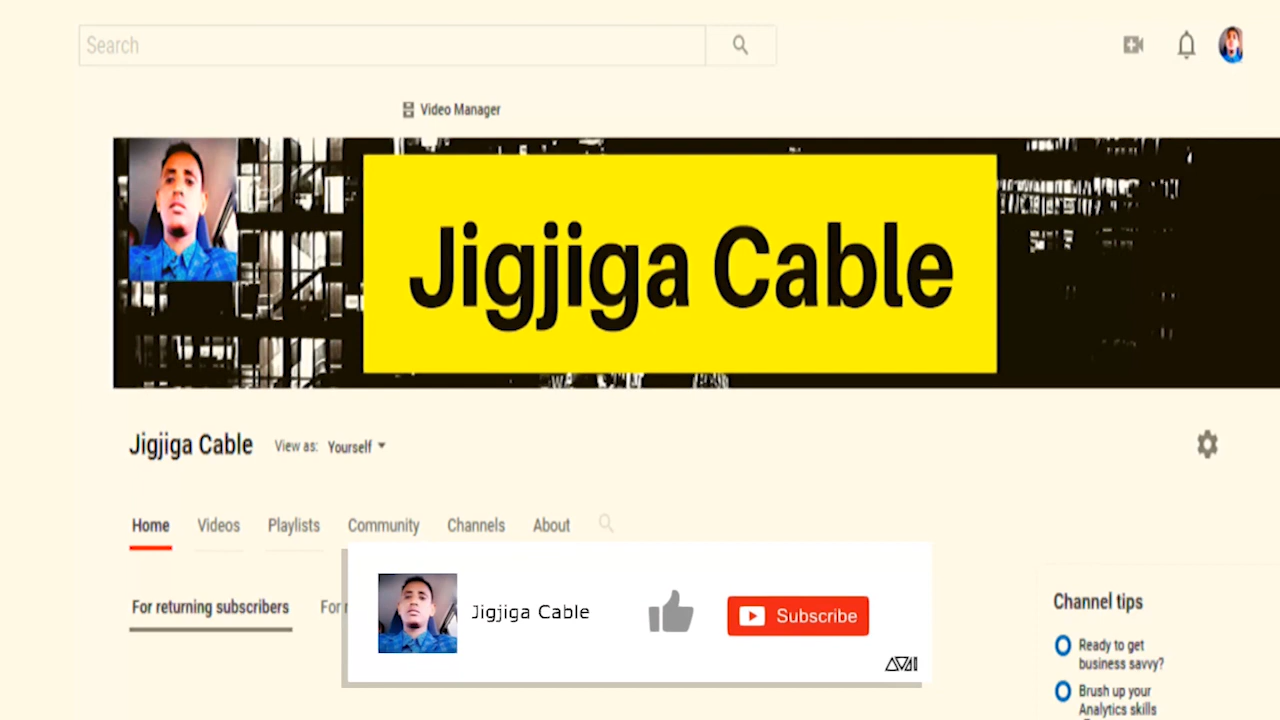 Search
Video Manager
Jigjiga Cable
Jigjiga Cable
View as: Yourself
Home Videos Playlists Community Channels About
For returning subscribers For
Jigjiga Cable
Subscribe
Channel tips
Ready to get
business savvy?
Brush up your
Analytics skills